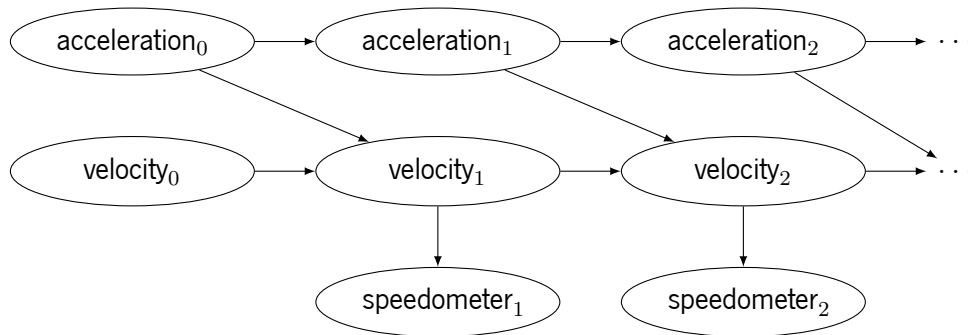 acceleration₀ acceleration₁ acceleration₂ ...
velocity₀ velocity₁ velocity₂ ...
speedometer₁ speedometer₂